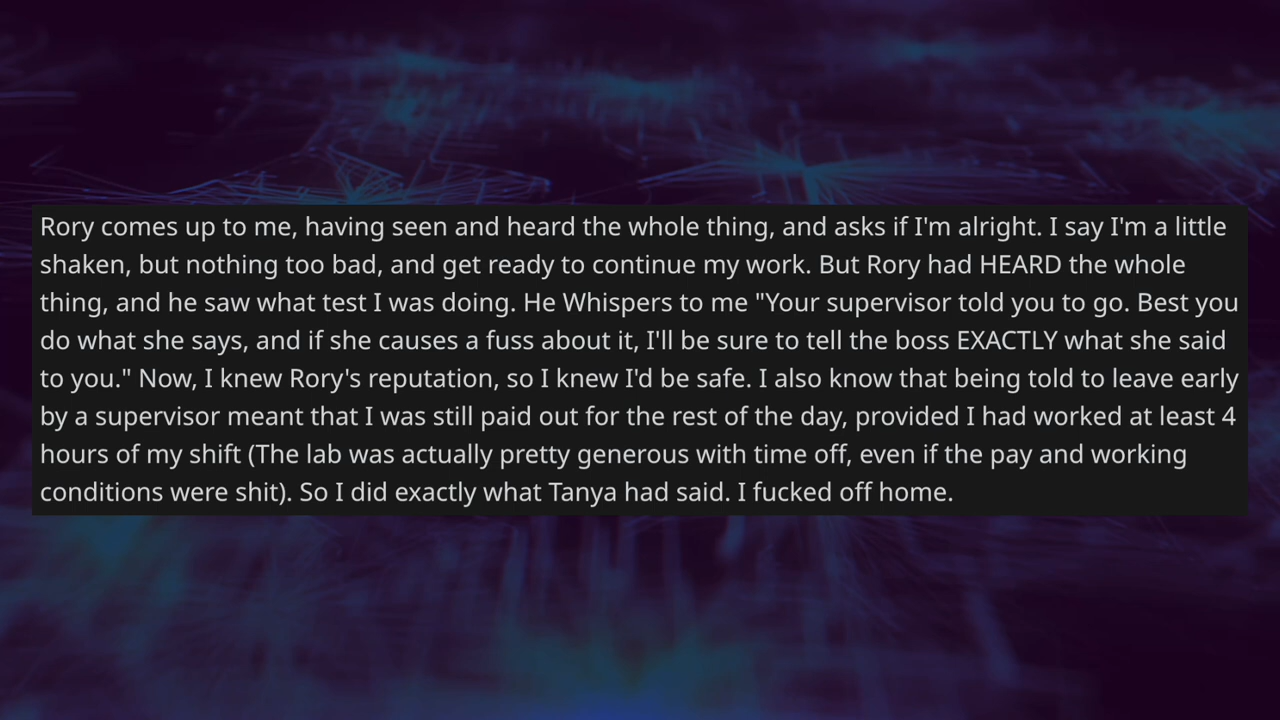 Rory comes up to me, having seen and heard the whole thing, and asks if I'm alright. I say I'm a little
shaken, but nothing too bad, and get ready to continue my work. But Rory had HEARD the whole
thing, and he saw what test I was doing. He Whispers to me "Your supervisor told you to go. Best you
do what she says, and if she causes a fuss about it, I'll be sure to tell the boss EXACTLY what she said
to you." Now, I knew Rory's reputation, so I knew I'd be safe. I also know that being told to leave early
by a supervisor meant that I was still paid out for the rest of the day, provided I had worked at least 4
hours of my shift (The lab was actually pretty generous with time off, even if the pay and working
conditions were shit). So I did exactly what Tanya had said. I fucked off home.